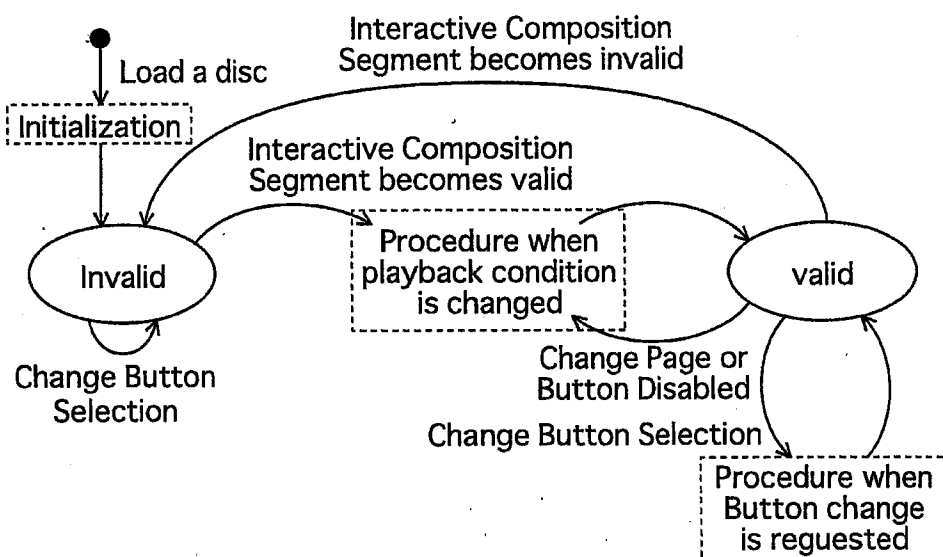 Interactive Composition
Segment becomes invalid
Load a disc
Initialization
Interactive Composition
Segment becomes valid
Procedure when
playback condition
is changed
Invalid
valid
Change Button
Selection
Change Page or
Button Disabled
Change Button Selection
Procedure when
Button change
is reguested